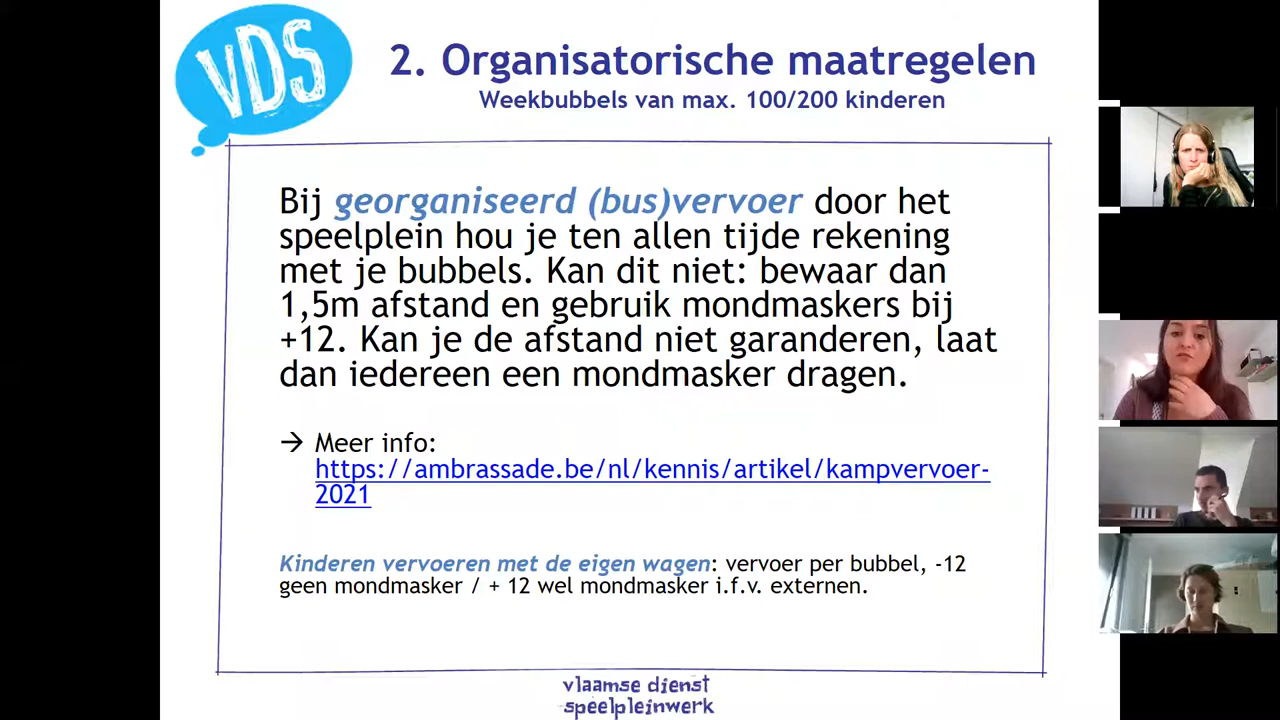 VDS
2. Organisatorische maatregelen
Weekbubbels van max. 100/200 kinderen
Bij georganiseerd (bus)vervoer door het
speelplein hou je ten allen tijde rekening
met je bubbels. Kan dit niet: bewaar dan
1,5m afstand en gebruik mondmaskers bij
+12. Kan je de afstand niet garanderen, laat
dan iedereen een mondmasker dragen.
→ Meer info:
https://ambrassade.be/nl/kennis/artikel/kampvervoer-
2021
Kinderen vervoeren met de eigen wagen: vervoer per bubbel, -12
geen mondmasker / + 12 wel mondmasker i.f.v. externen.
vlaamse dienst
speelpleinwerk